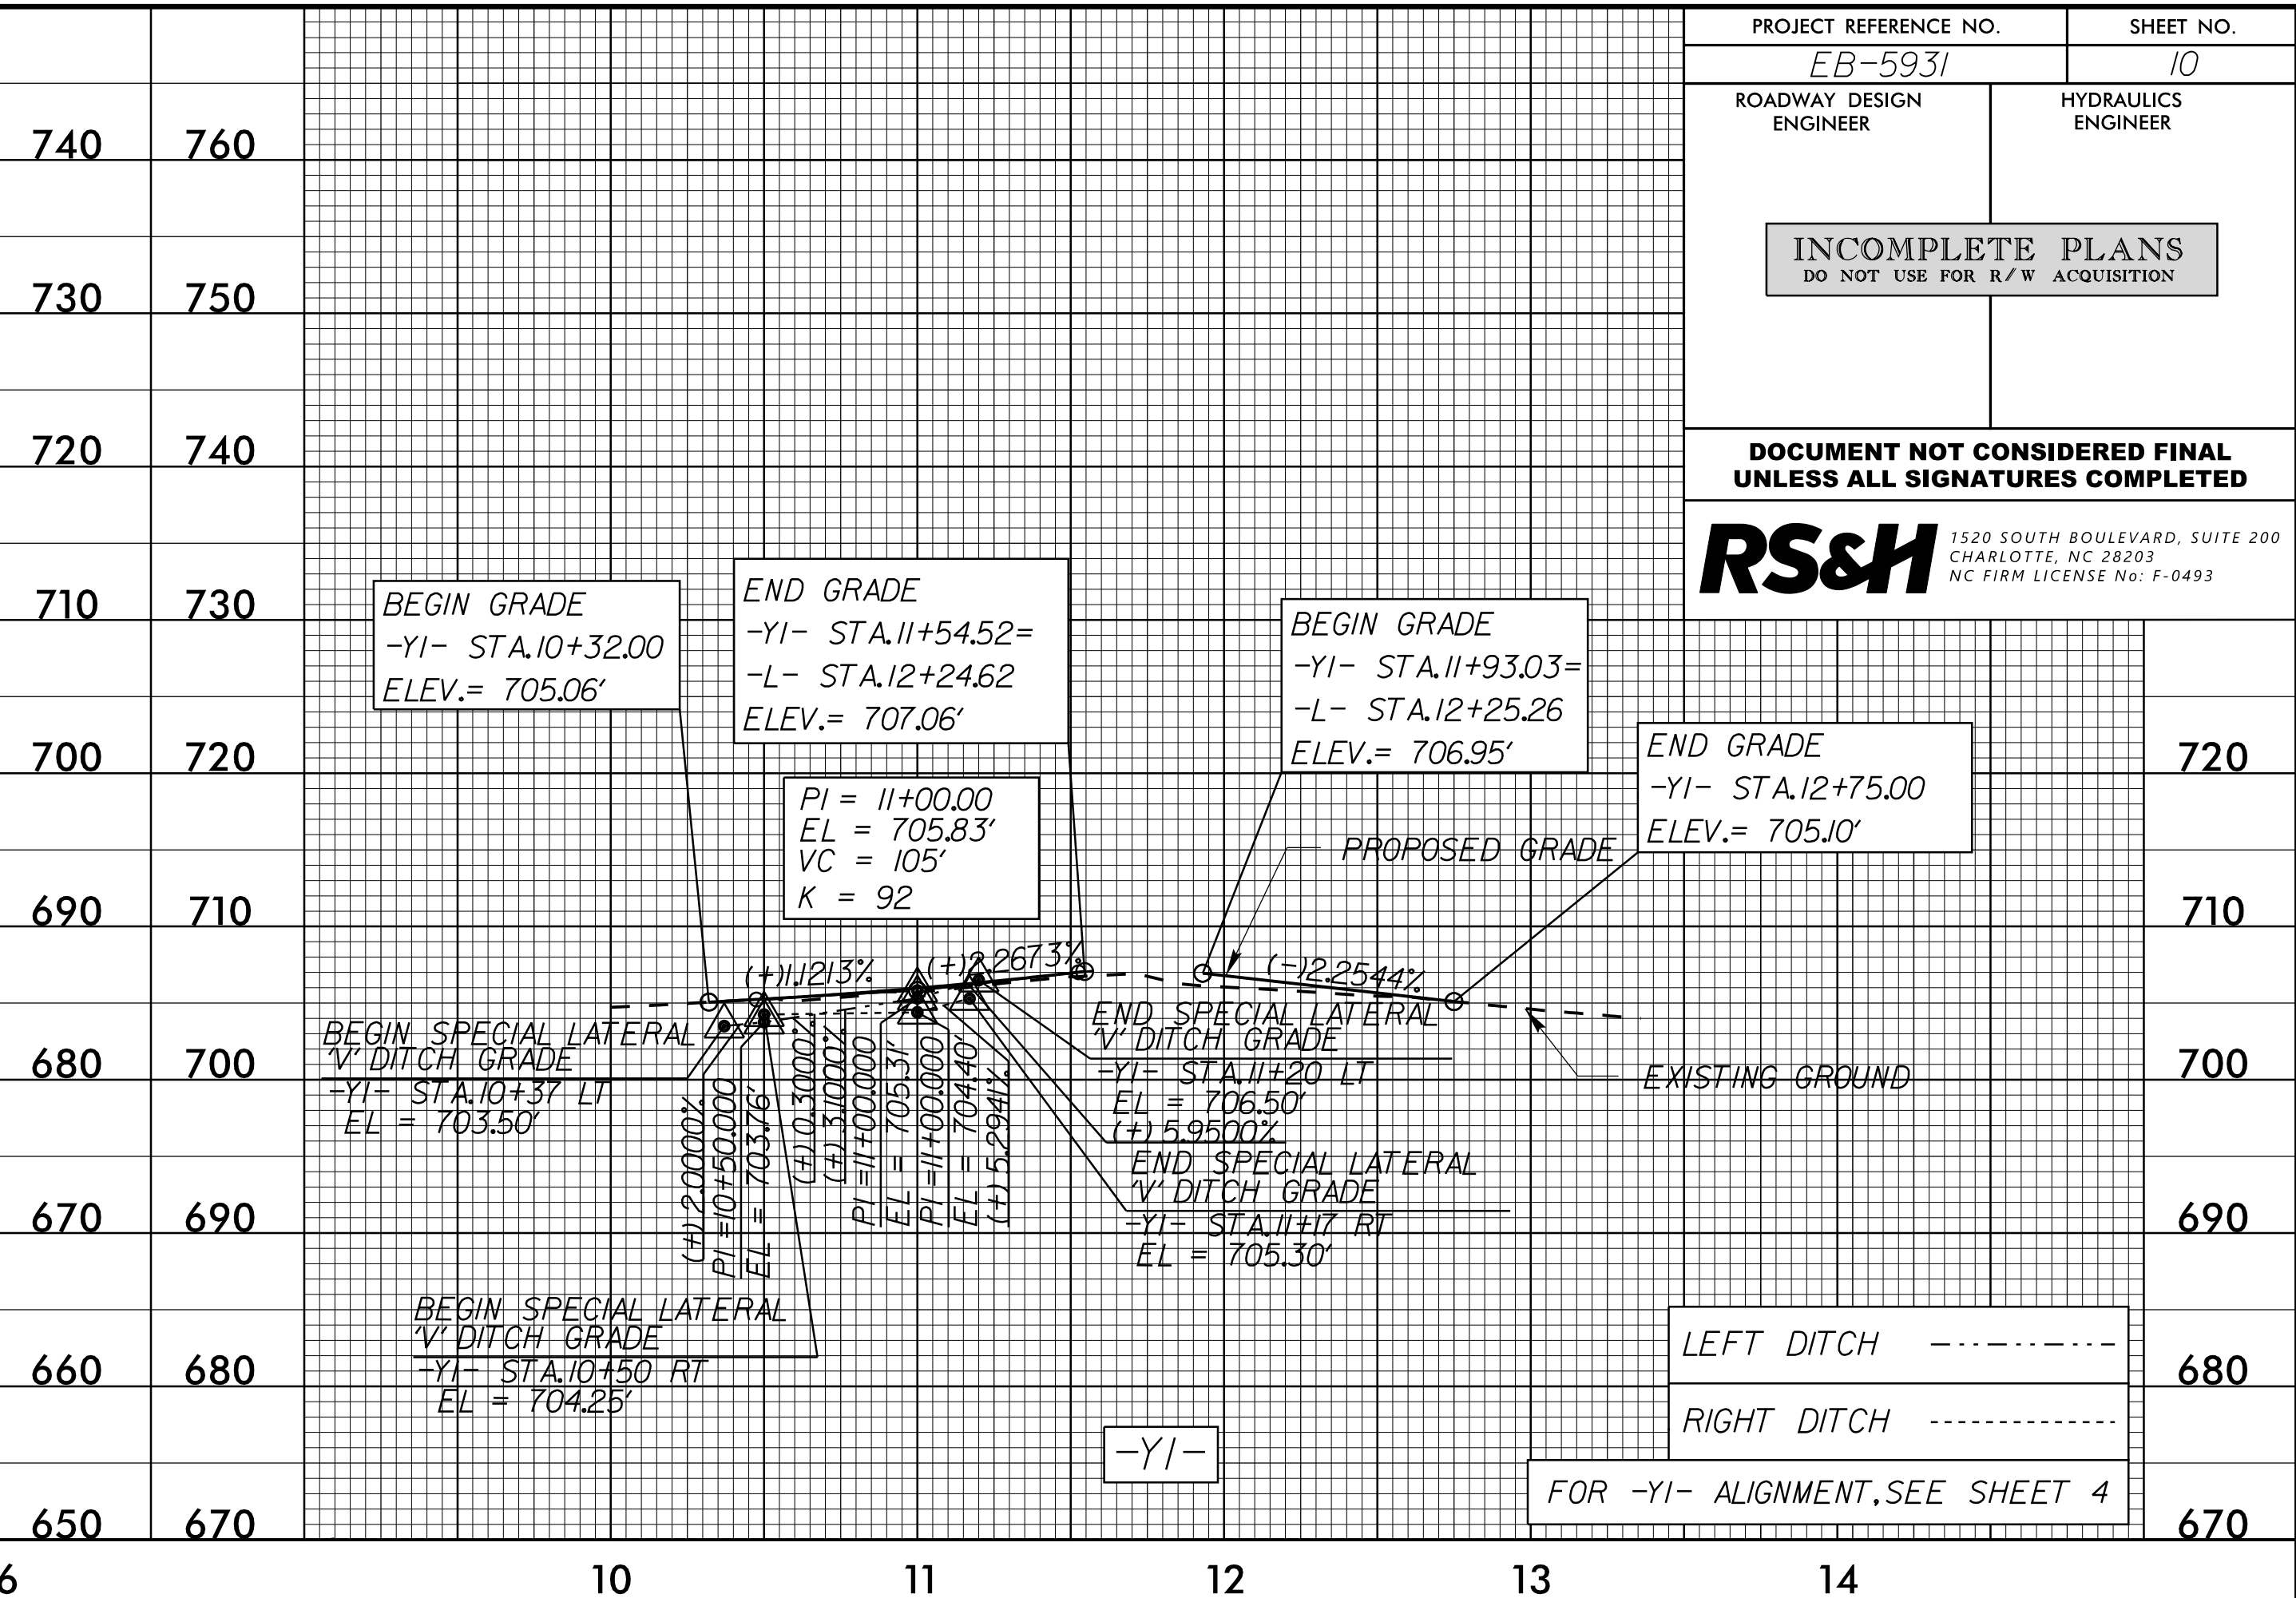 PROJECT REFERENCE NO.
SHEET NO.
EB-5931
10
ROADWAY DESIGN
ENGINEER
HYDRAULICS
ENGINEER
INCOMPLETE PLANS
DO NOT USE FOR R/W ACQUISITION
DOCUMENT NOT CONSIDERED FINAL
UNLESS ALL SIGNATURES COMPLETED
RS&H
1520 SOUTH BOULEVARD, SUITE 200
CHARLOTTE, NC 28203
NC FIRM LICENSE No: F-0493
740 760
730 750
720 740
710 730
700 720
690 710
680 700
670 690
660 680
650 670
BEGIN GRADE
-Y1- STA.10+32.00
ELEV.= 705.06'
END GRADE
-Y1- STA.11+54.52=
-L- STA.12+24.62
ELEV.= 707.06'
BEGIN GRADE
-Y1- STA.11+93.03=
-L- STA.12+25.26
ELEV.= 706.95'
END GRADE
-Y1- STA.12+75.00
ELEV.= 705.10'
PI = 11+00.00
EL = 705.83'
VC = 105'
K = 92
PROPOSED GRADE
(+)1.1213%
(+)2.2673%
(-)2.2544%
BEGIN SPECIAL LATERAL
'V' DITCH GRADE
-Y1- STA.10+37 LT
EL = 703.50'
(+) 2.0000%
PI =10+50.000
EL = 703.76'
(+) 0.3000%
(+) 3.1000%
PI =11+00.000
EL = 705.31'
PI =11+00.000
EL = 704.40'
(+) 5.2941%
END SPECIAL LATERAL
'V' DITCH GRADE
-Y1- STA.11+20 LT
EL = 706.50'
(+) 5.9500%
END SPECIAL LATERAL
'V' DITCH GRADE
-Y1- STA.11+17 RT
EL = 705.30'
EXISTING GROUND
BEGIN SPECIAL LATERAL
'V' DITCH GRADE
-Y1- STA.10+50 RT
EL = 704.25'
720
710
700
690
680
670
LEFT DITCH
RIGHT DITCH
-Y1-
FOR -Y1- ALIGNMENT, SEE SHEET 4
6 10 11 12 13 14